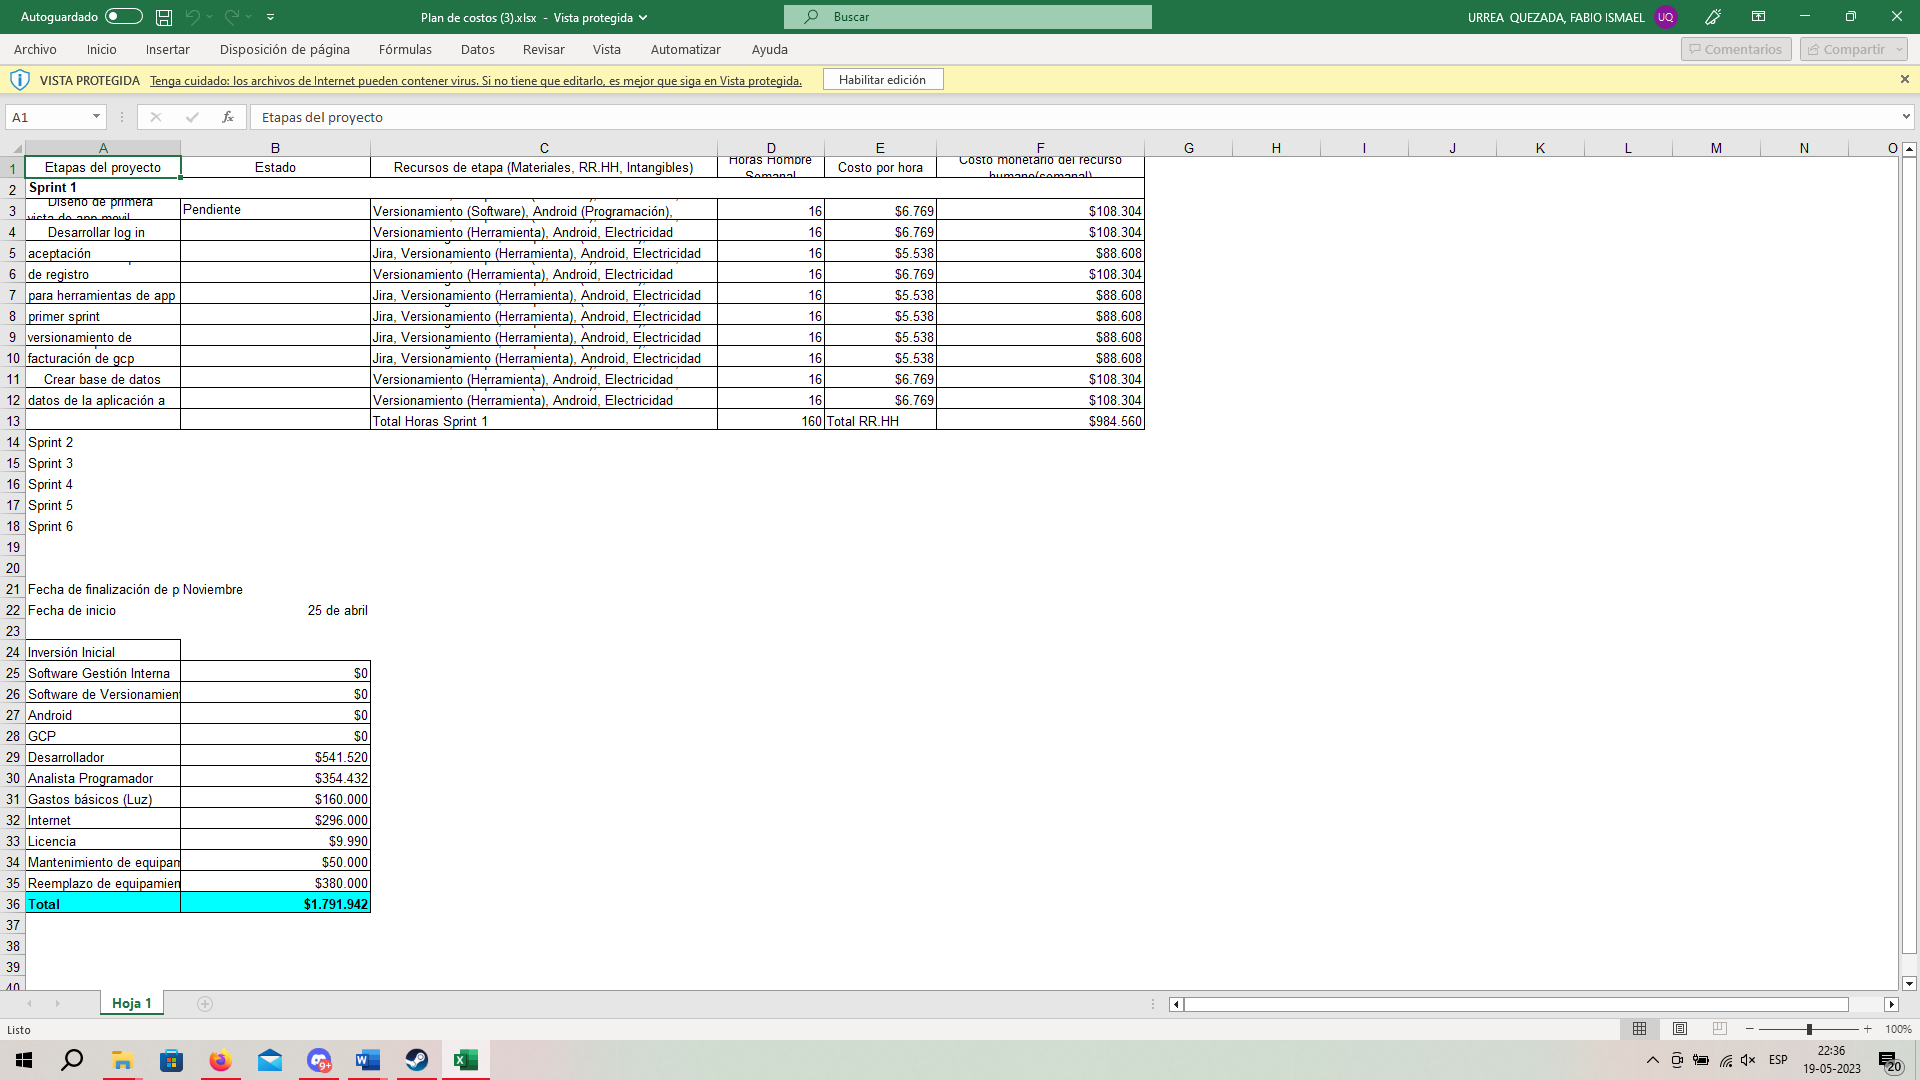 Autoguardado
Plan de costos (3).xlsx - Vista protegida
Buscar
URREA QUEZADA, FABIO ISMAEL
UQ
Archivo Inicio Insertar Disposición de página Fórmulas Datos Revisar Vista Automatizar Ayuda
Comentarios Compartir
VISTA PROTEGIDA Tenga cuidado: los archivos de Internet pueden contener virus. Si no tiene que editarlo, es mejor que siga en Vista protegida. Habilitar edición
A1 fx Etapas del proyecto
A B C D E F G H I J K L M N O
1 Etapas del proyecto Estado Recursos de etapa (Materiales, RR.HH, Intangibles) Horas Hombre Semanal Costo por hora Costo monetario del recurso humano(semanal)
2 Sprint 1
3 Diseño de primera vista de app movil Pendiente Versionamiento (Software), Android (Programación), 16 $6.769 $108.304
4 Desarrollar log in Versionamiento (Herramienta), Android, Electricidad 16 $6.769 $108.304
5 aceptación Jira, Versionamiento (Herramienta), Android, Electricidad 16 $5.538 $88.608
6 de registro Versionamiento (Herramienta), Android, Electricidad 16 $6.769 $108.304
7 para herramientas de app Jira, Versionamiento (Herramienta), Android, Electricidad 16 $5.538 $88.608
8 primer sprint Jira, Versionamiento (Herramienta), Android, Electricidad 16 $5.538 $88.608
9 versionamiento de Jira, Versionamiento (Herramienta), Android, Electricidad 16 $5.538 $88.608
10 facturación de gcp Jira, Versionamiento (Herramienta), Android, Electricidad 16 $5.538 $88.608
11 Crear base de datos Versionamiento (Herramienta), Android, Electricidad 16 $6.769 $108.304
12 datos de la aplicación a Versionamiento (Herramienta), Android, Electricidad 16 $6.769 $108.304
13 Total Horas Sprint 1 160 Total RR.HH $984.560
14 Sprint 2
15 Sprint 3
16 Sprint 4
17 Sprint 5
18 Sprint 6
19
20
21 Fecha de finalización de p Noviembre
22 Fecha de inicio 25 de abril
23
24 Inversión Inicial
25 Software Gestión Interna $0
26 Software de Versionamien $0
27 Android $0
28 GCP $0
29 Desarrollador $541.520
30 Analista Programador $354.432
31 Gastos básicos (Luz) $160.000
32 Internet $296.000
33 Licencia $9.990
34 Mantenimiento de equipam $50.000
35 Reemplazo de equipamien $380.000
36 Total $1.791.942
37
38
39
40
Hoja 1
Listo
100%
9+
ESP
22:36
19-05-2023
20